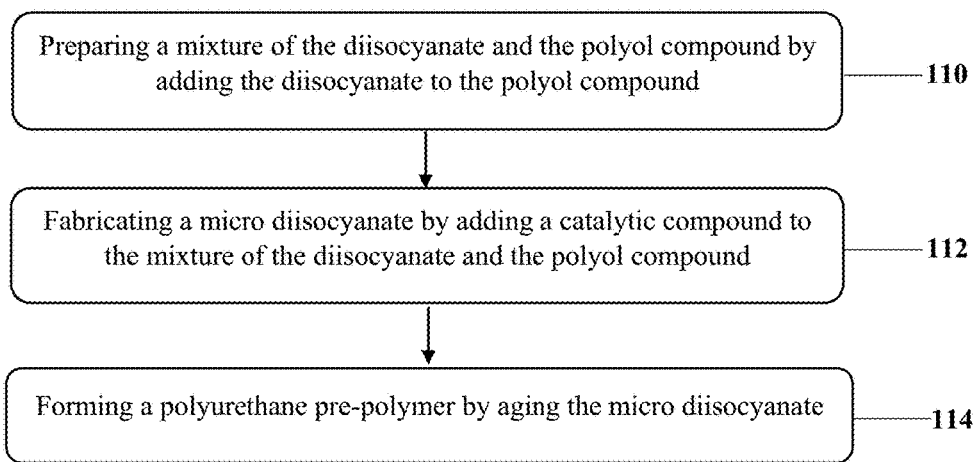 Preparing a mixture of the diisocyanate and the polyol compound by
adding the diisocyanate to the polyol compound
110
Fabricating a micro diisocyanate by adding a catalytic compound to
the mixture of the diisocyanate and the polyol compound
112
Forming a polyurethane pre-polymer by aging the micro diisocyanate
114